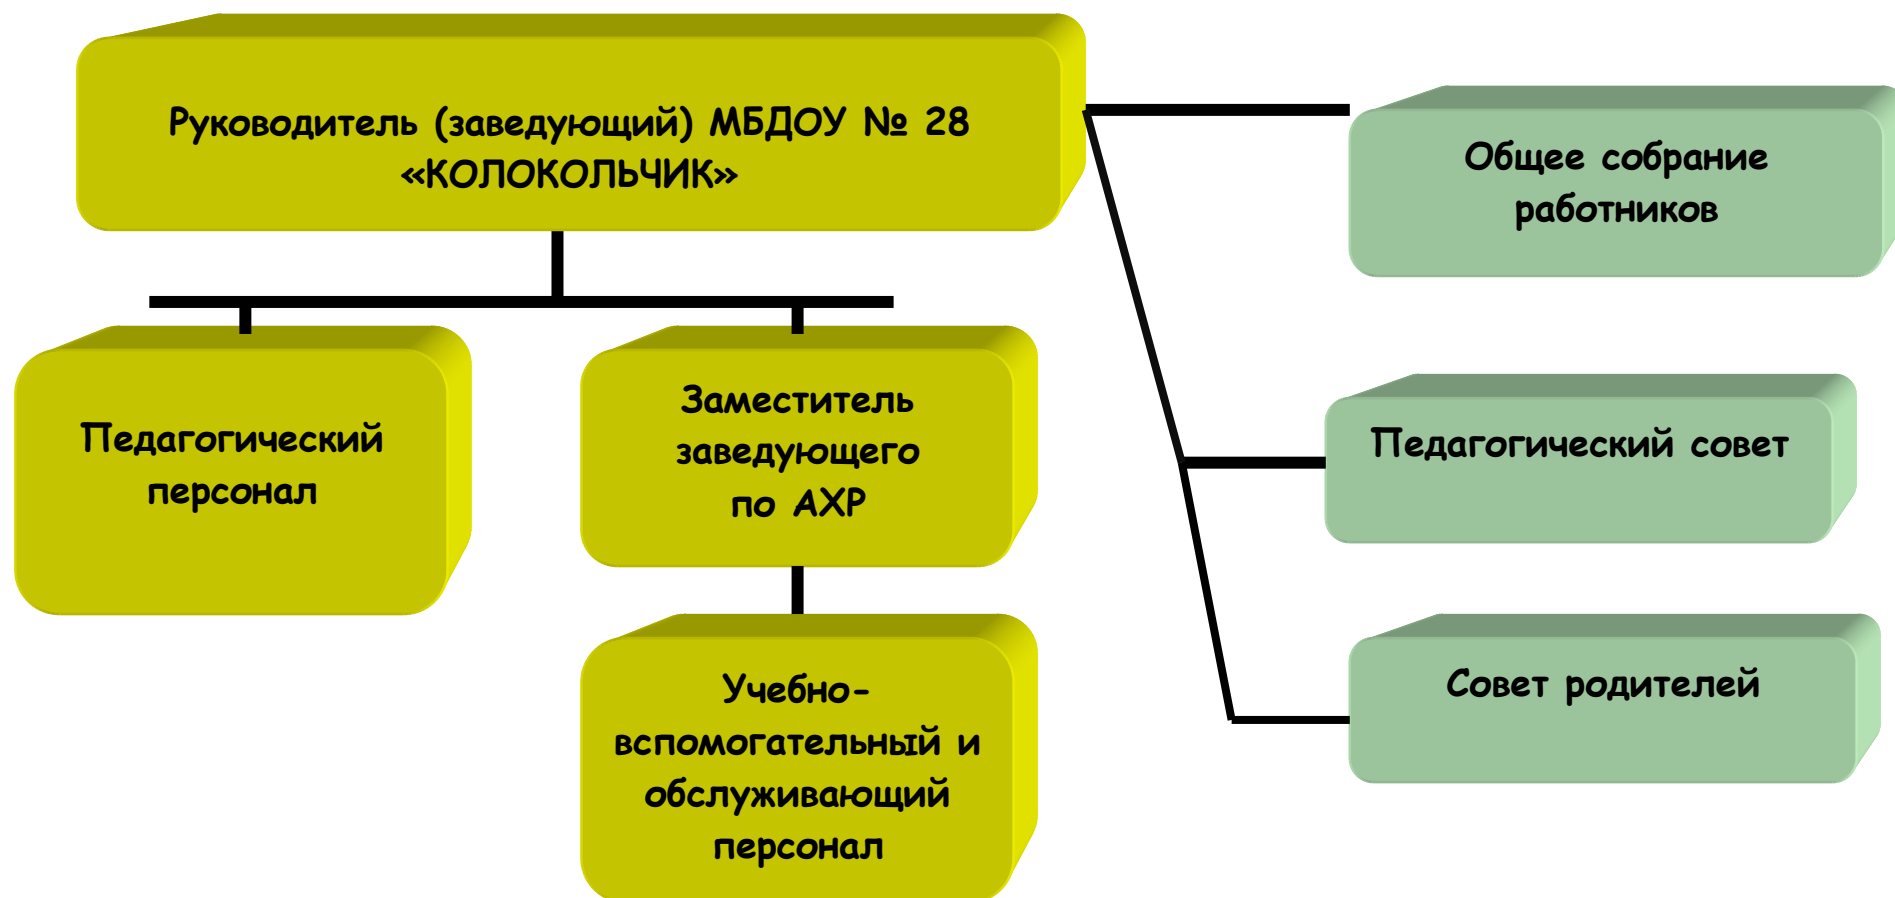 Руководитель (заведующий) МБДОУ № 28
«КОЛОКОЛЬЧИК»
Общее собрание
работников
Педагогический
персонал
Заместитель
заведующего
по АХР
Педагогический совет
Учебно-
вспомогательный и
обслуживающий
персонал
Совет родителей